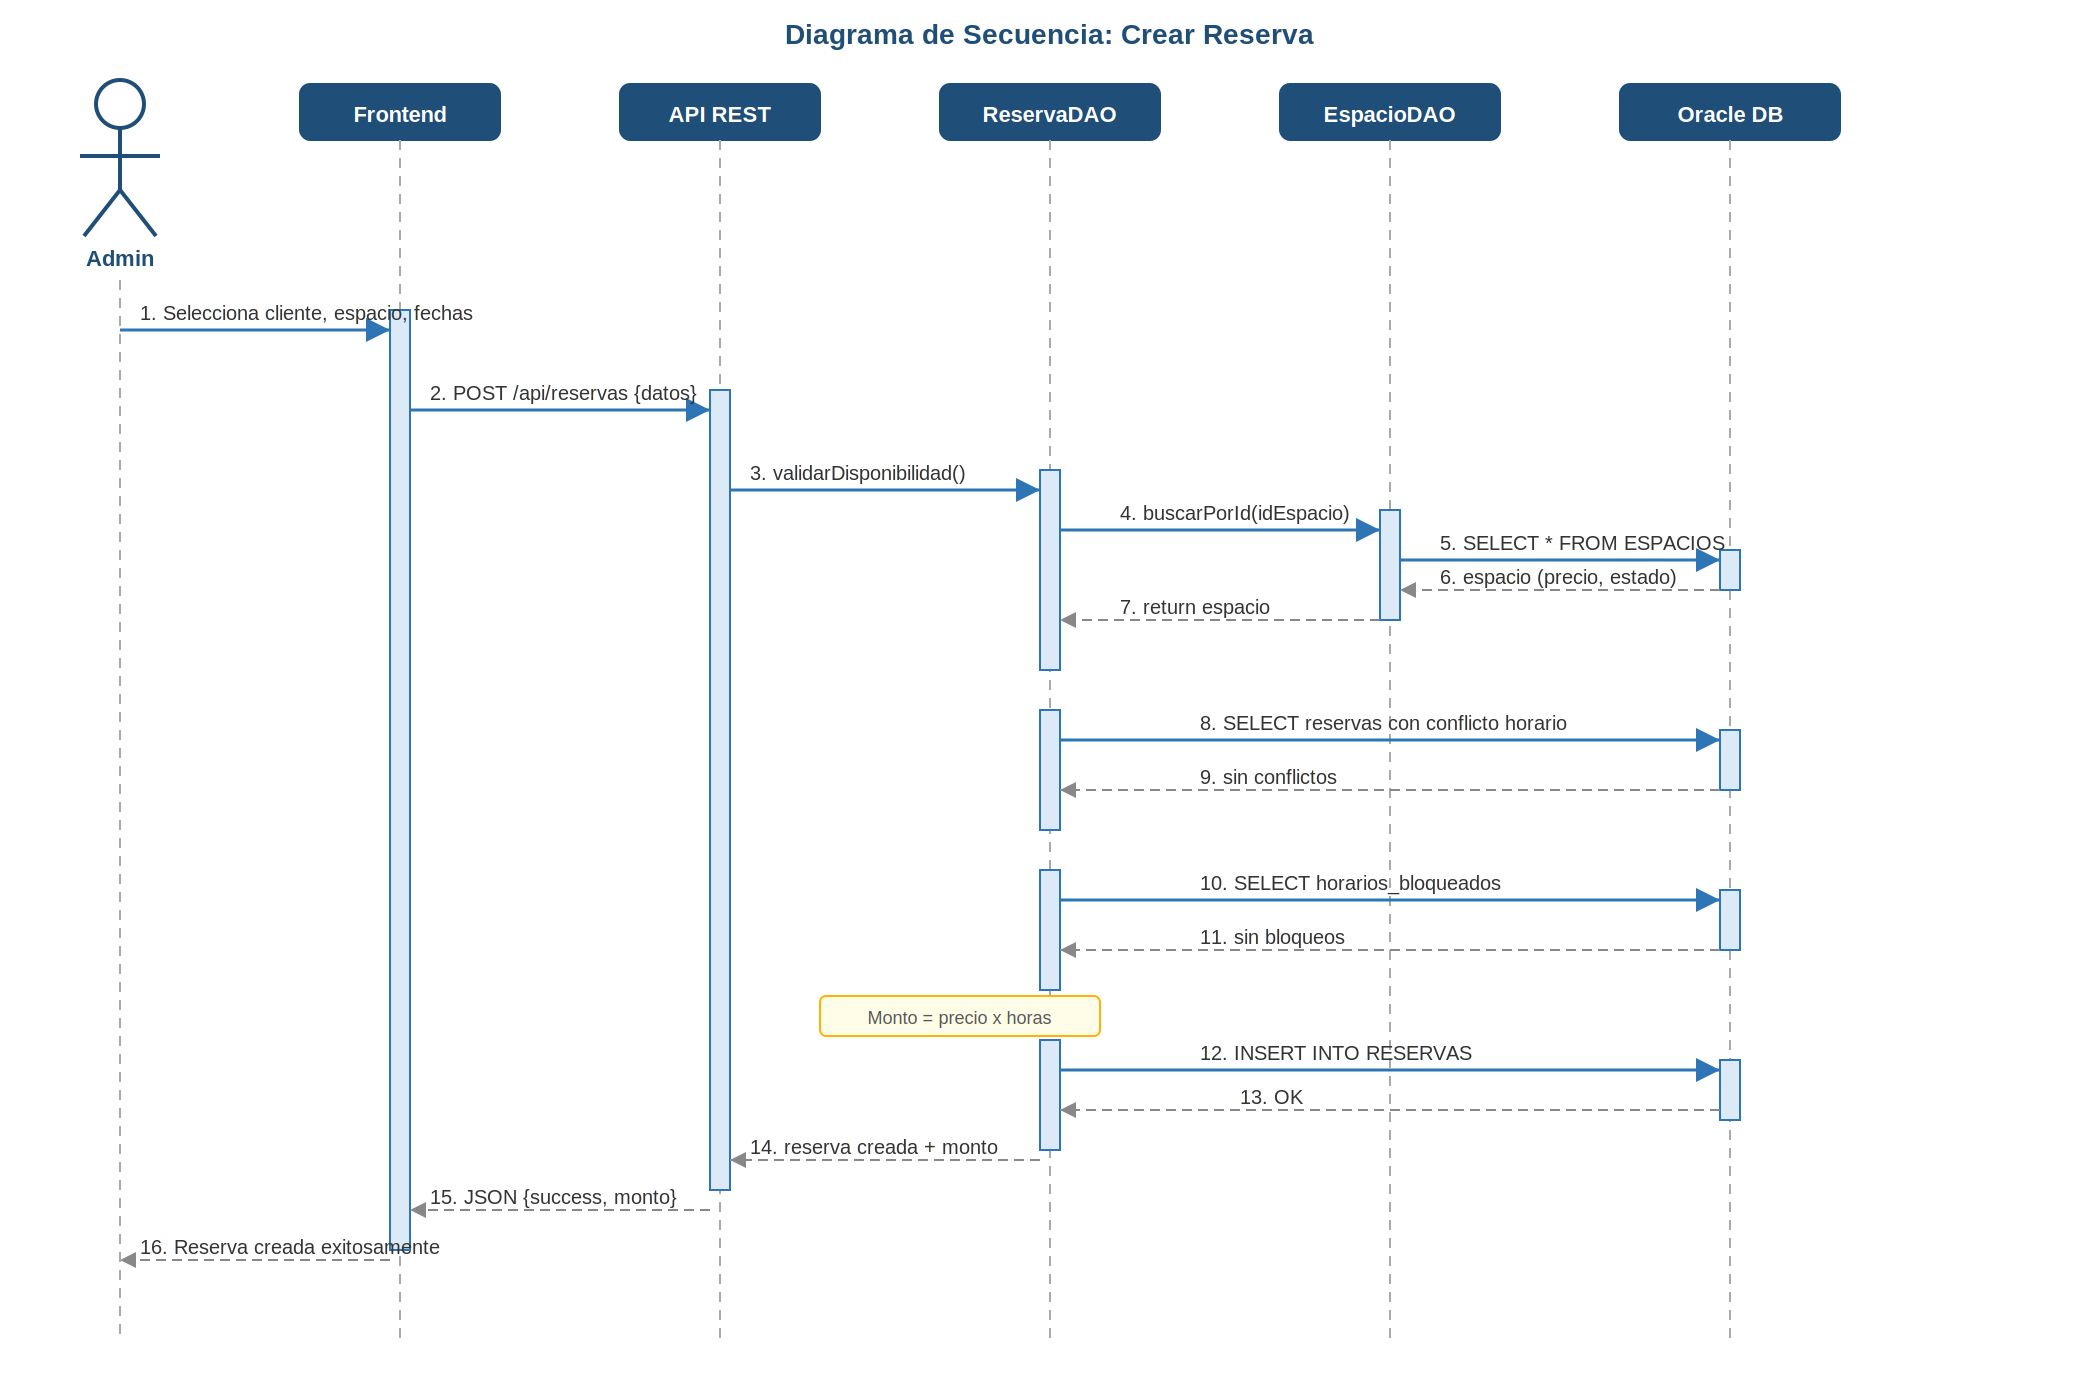 Diagrama de Secuencia: Crear Reserva
Frontend
API REST
ReservaDAO
EspacioDAO
Oracle DB
Admin
1. Selecciona cliente, espacio, fechas
2. POST /api/reservas {datos}
3. validarDisponibilidad()
4. buscarPorId(idEspacio)
5. SELECT * FROM ESPACIOS
6. espacio (precio, estado)
7. return espacio
8. SELECT reservas con conflicto horario
9. sin conflictos
10. SELECT horarios_bloqueados
11. sin bloqueos
Monto = precio x horas
12. INSERT INTO RESERVAS
13. OK
14. reserva creada + monto
15. JSON {success, monto}
16. Reserva creada exitosamente